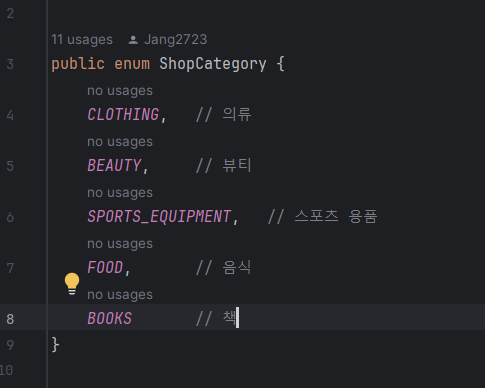 2
11 usages Jang2723
3 public enum ShopCategory {
no usages
4 CLOTHING, // 의류
no usages
5 BEAUTY, // 뷰티
no usages
6 SPORTS_EQUIPMENT, // 스포츠 용품
no usages
7 FOOD, // 음식
no usages
8 BOOKS // 책
9 }
10